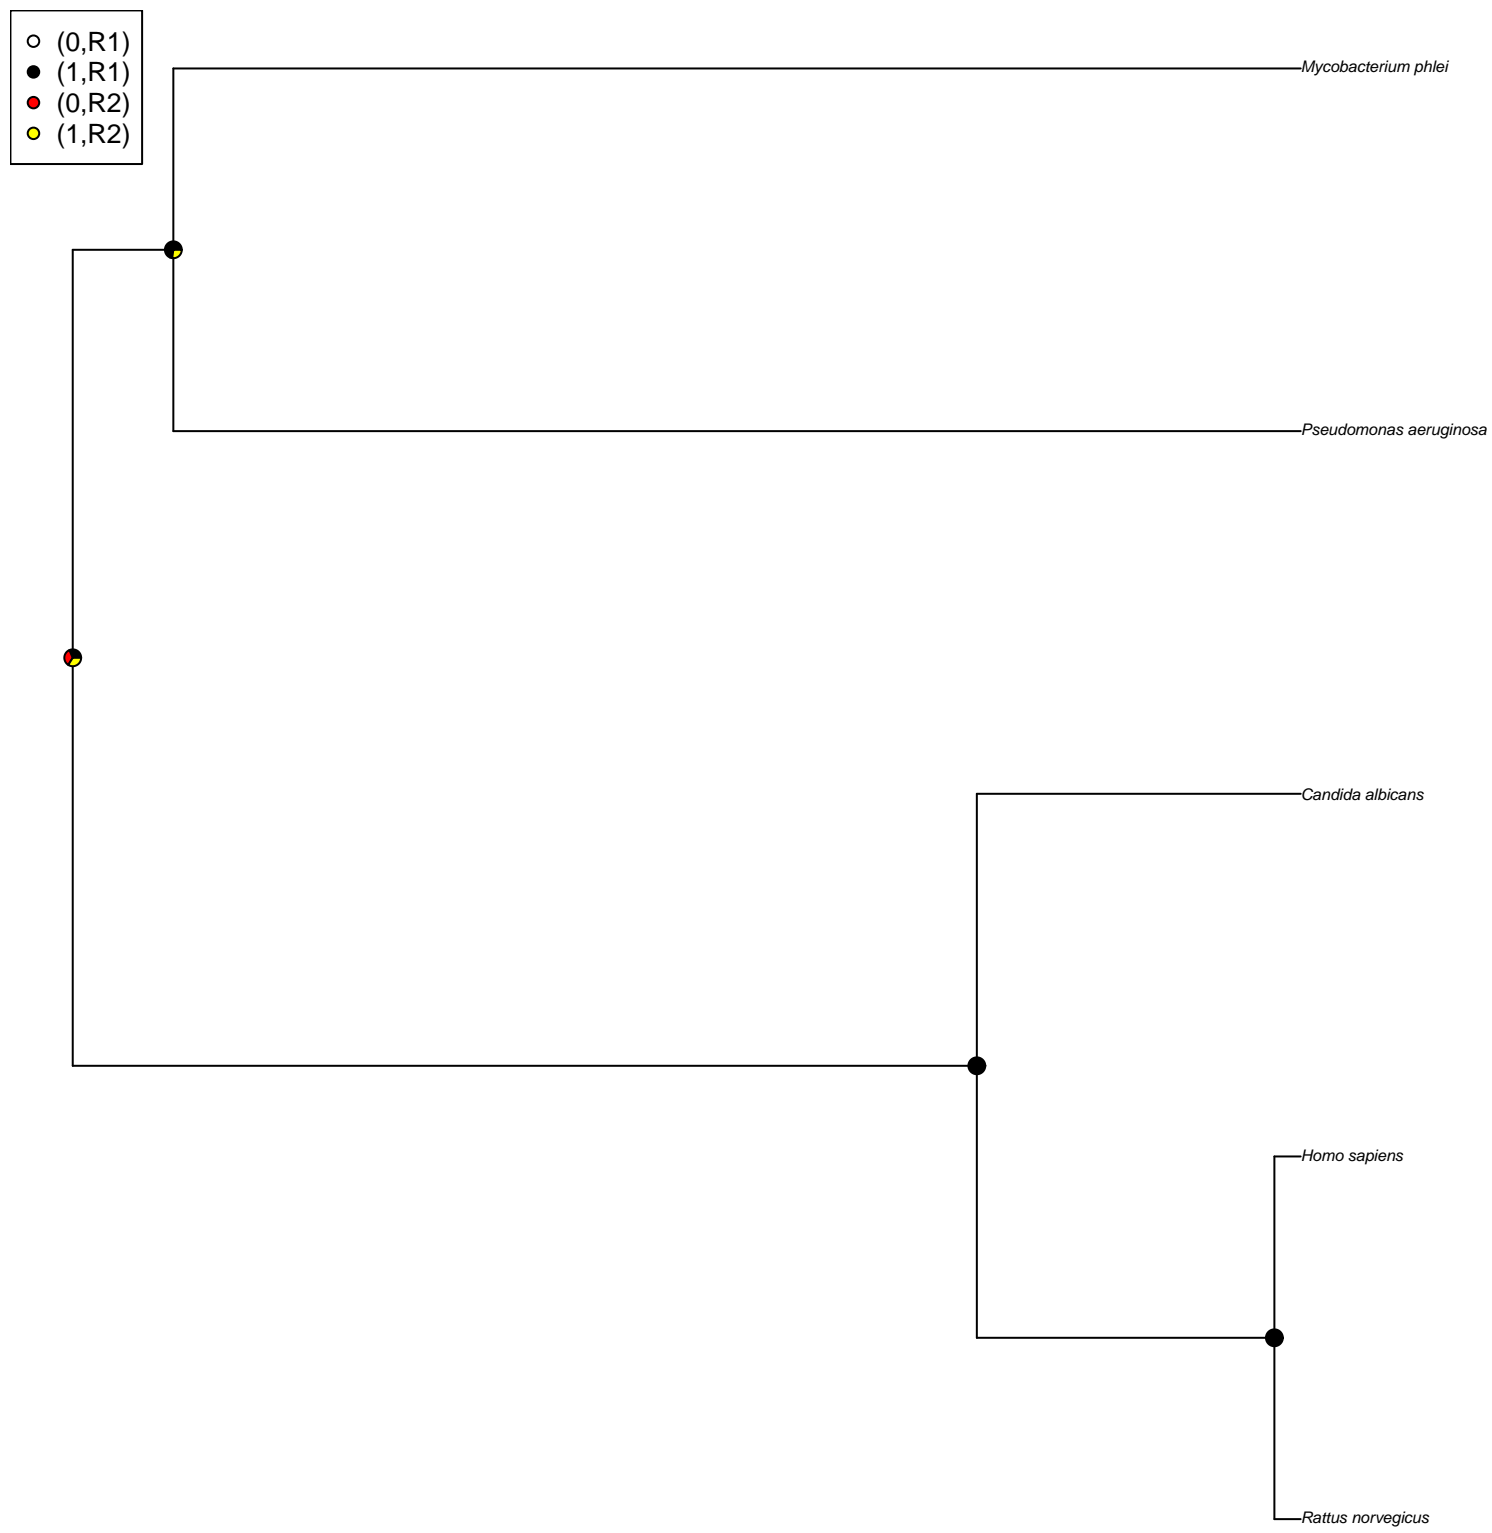 (0,R1)
(1,R1)
(0,R2)
(1,R2)
Mycobacterium phlei
Pseudomonas aeruginosa
Candida albicans
Homo sapiens
Rattus norvegicus